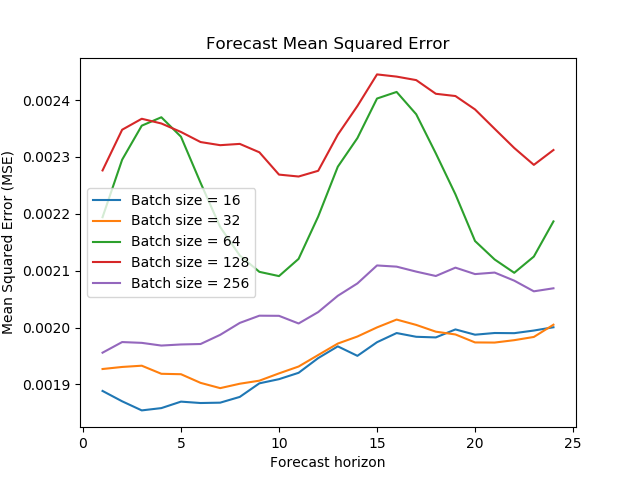 Forecast Mean Squared Error
Mean Squared Error (MSE)
0.0024
0.0023
0.0022
0.0021
0.0020
0.0019
Batch size = 16
Batch size = 32
Batch size = 64
Batch size = 128
Batch size = 256
0 5 10 15 20 25
Forecast horizon